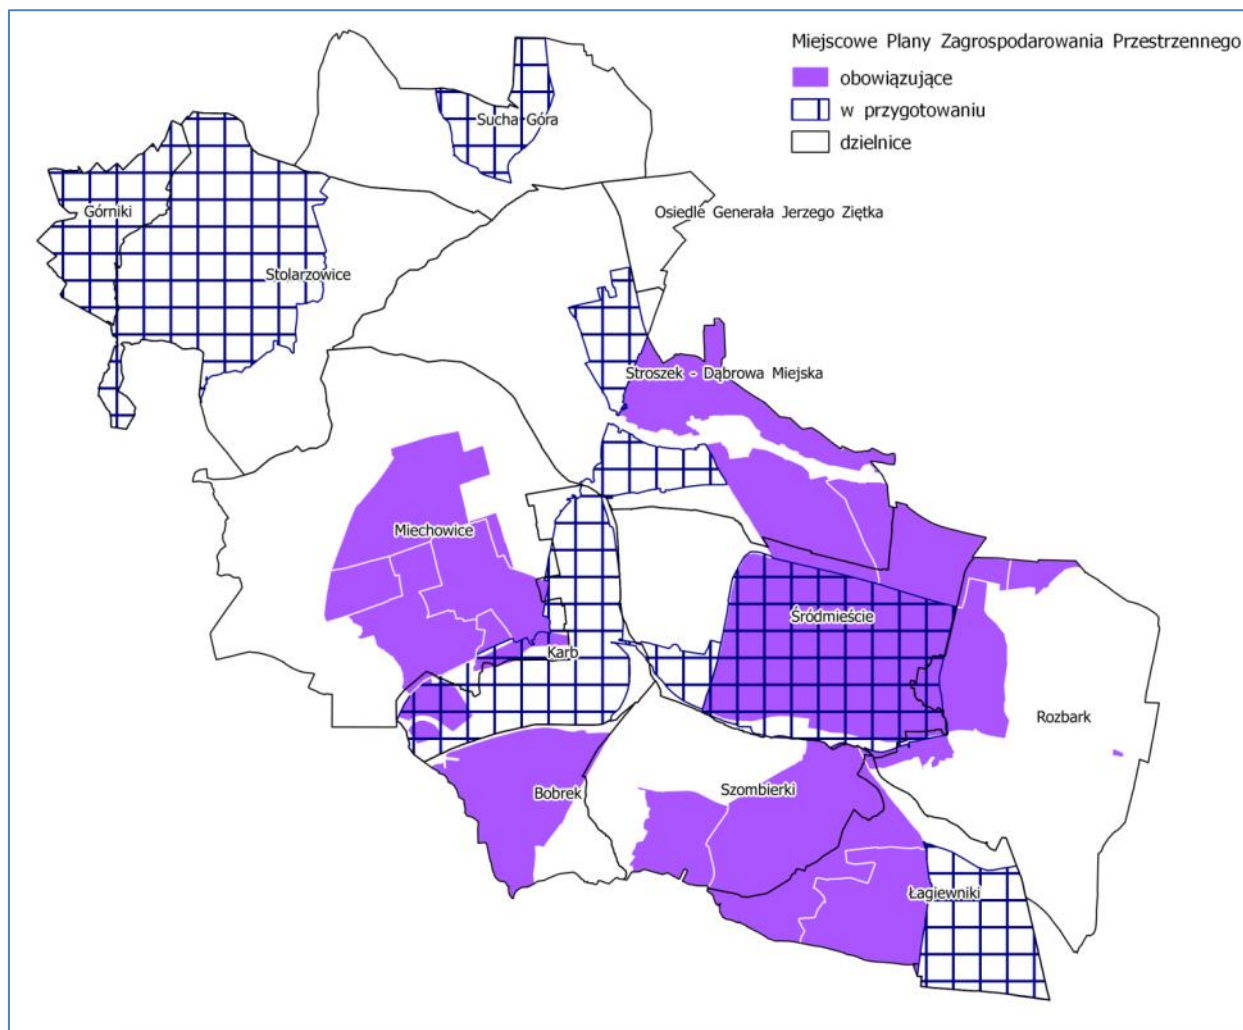 Miejscowe Plany Zagrospodarowania Przestrzennego
obowiązujące
w przygotowaniu
dzielnice
Sucha Góra
Górniki
Osiedle Generała Jerzego Ziętka
Stolarzowice
Stroszek - Dąbrowa Miejska
Miechowice
Śródmieście
Karb
Rozbark
Bobrek
Szombierki
Łagiewniki